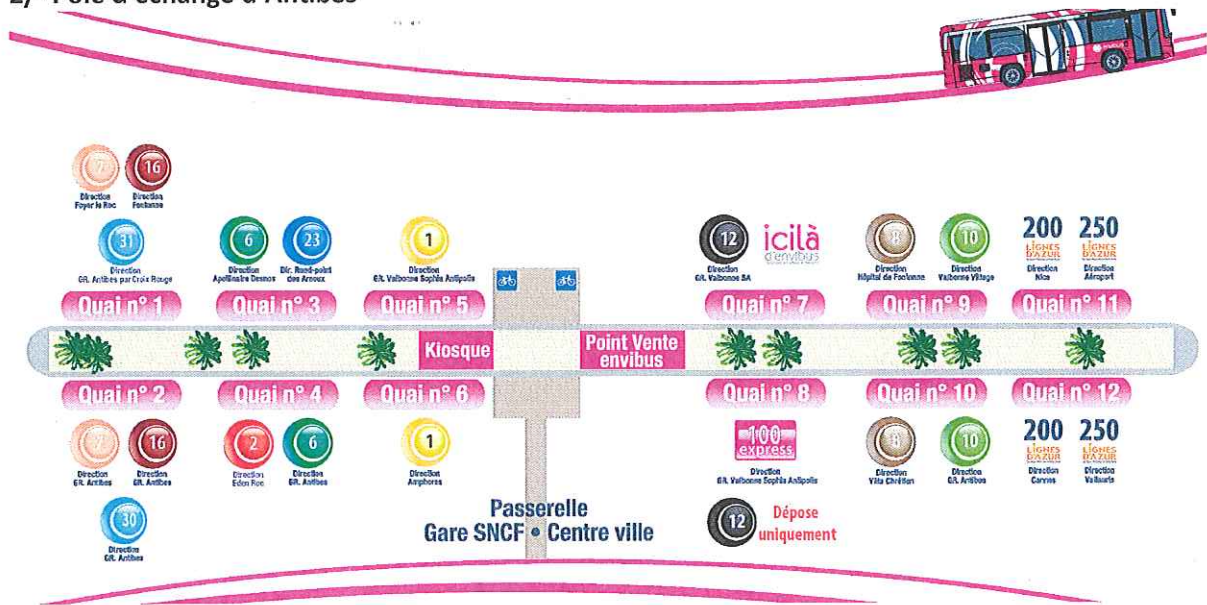 2/ Pôle d'échange d'Antibes
7
16
Direction
Foyer le Roc
Direction
Fontanne
31
Direction
GR. Antibes par Croix Rouge
Quai n° 1
6
23
Direction
Apollinaire Desnos
Dir. Rond-point
des Arnoux
Quai n° 3
1
Direction
GR. Valbonne Sophia Antipolis
Quai n° 5
12
icilà
d'envibus
Direction
GR. Valbonne SA
Quai n° 7
8
10
Direction
Hôpital de Fontonne
Direction
Valbonne Village
Quai n° 9
200
250
LIGNES
D'AZUR
LIGNES
D'AZUR
Direction
Nice
Direction
Aéroport
Quai n° 11
Kiosque
Point Vente
envibus
Quai n° 2
7
16
Direction
GR. Antibes
Direction
GR. Antibes
30
Direction
GR. Antibes
Quai n° 4
2
6
Direction
Eden Roc
Direction
GR. Antibes
Quai n° 6
1
Direction
Amphores
Quai n° 8
100
express
Direction
GR. Valbonne Sophia Antipolis
12
Dépose
uniquement
Quai n° 10
8
10
Direction
Villa Chrétien
Direction
GR. Antibes
Quai n° 12
200
250
LIGNES
D'AZUR
LIGNES
D'AZUR
Direction
Cannes
Direction
Vallauris
Passerelle
Gare SNCF • Centre ville